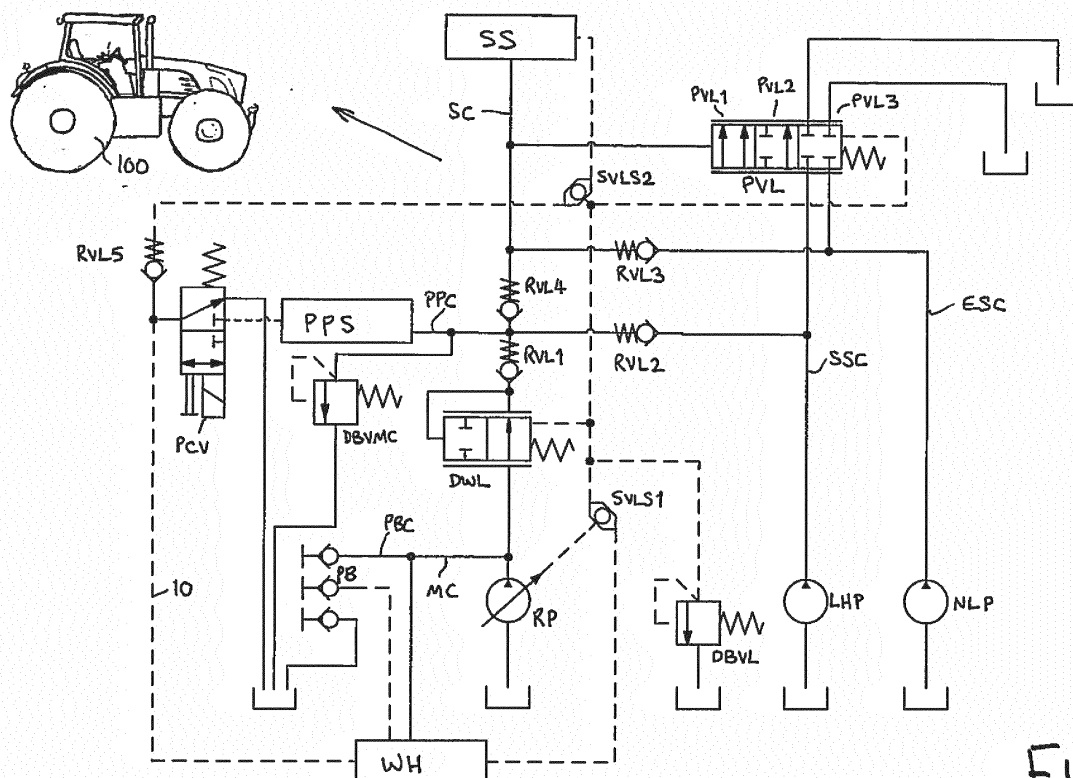 SS
SC
PVL1
PVL2
PVL3
100
PVL
SVLS2
RVL5
RVL3
RVL4
PPC
ESC
PPS
RVL1
RVL2
SSC
DBVMC
PCV
DWL
SVLS1
PBC
10
PB
MC
RP
LHP
NLP
DBVL
WH